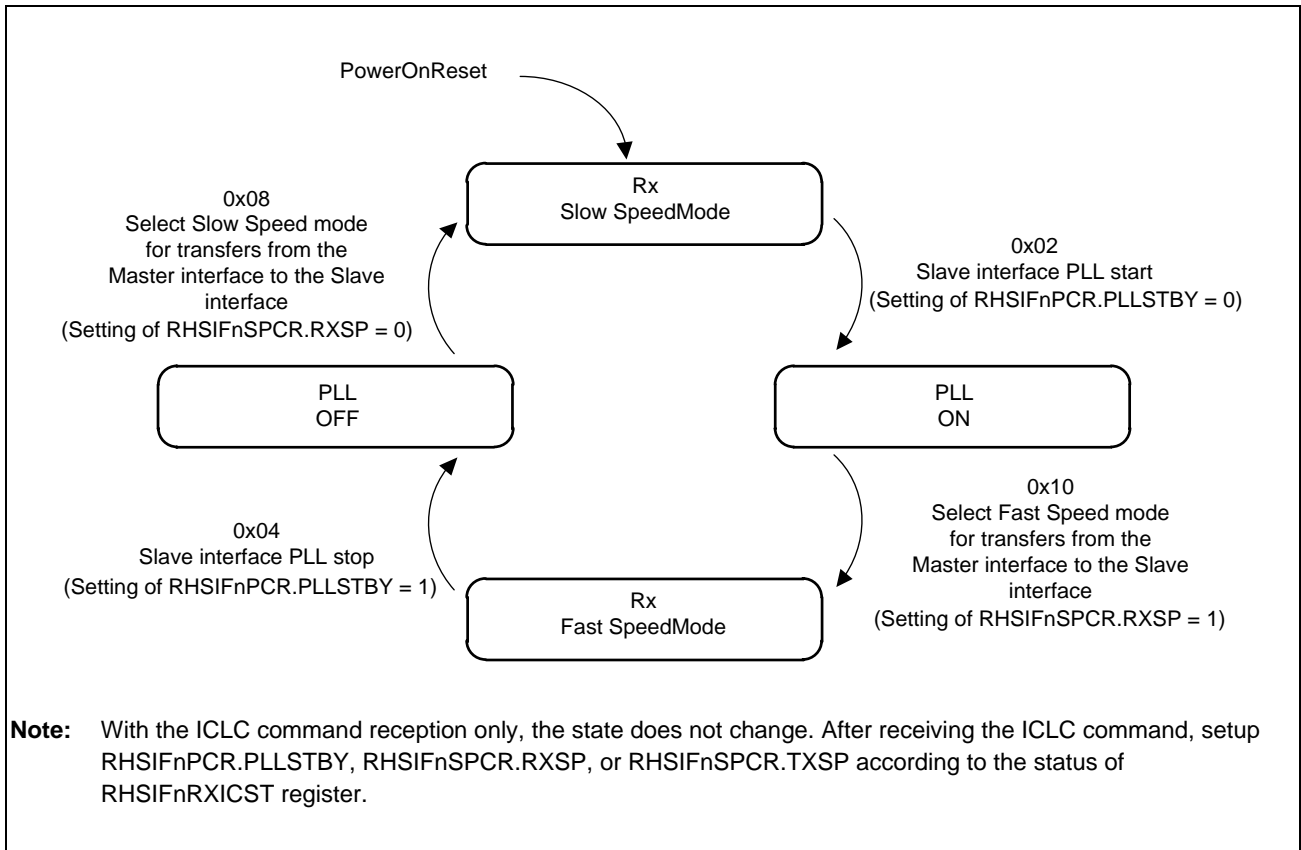 PowerOnReset
Rx
Slow SpeedMode
0x08
Select Slow Speed mode
for transfers from the
Master interface to the Slave
interface
(Setting of RHSIFnSPCR.RXSP = 0)
0x02
Slave interface PLL start
(Setting of RHSIFnPCR.PLLSTBY = 0)
PLL
OFF
PLL
ON
0x04
Slave interface PLL stop
(Setting of RHSIFnPCR.PLLSTBY = 1)
0x10
Select Fast Speed mode
for transfers from the
Master interface to the Slave
interface
(Setting of RHSIFnSPCR.RXSP = 1)
Rx
Fast SpeedMode
Note: With the ICLC command reception only, the state does not change. After receiving the ICLC command, setup
RHSIFnPCR.PLLSTBY, RHSIFnSPCR.RXSP, or RHSIFnSPCR.TXSP according to the status of
RHSIFnRXICST register.